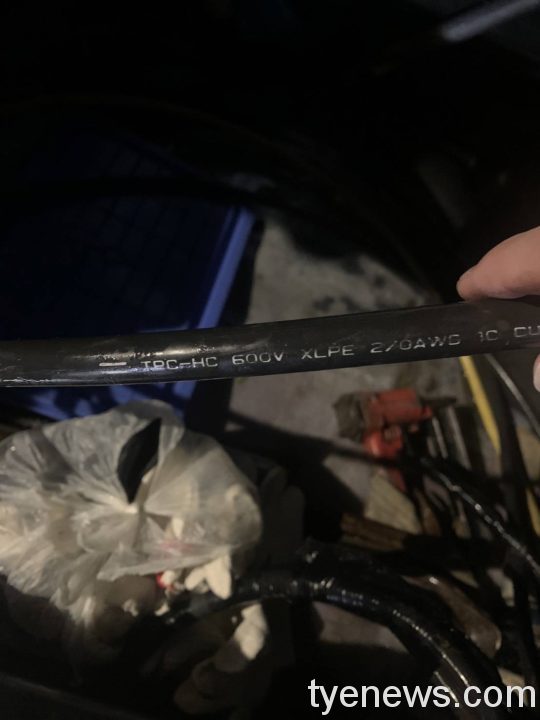 TPC-HC 600V XLPE 2/0AWG 1C CU
tyenews.com